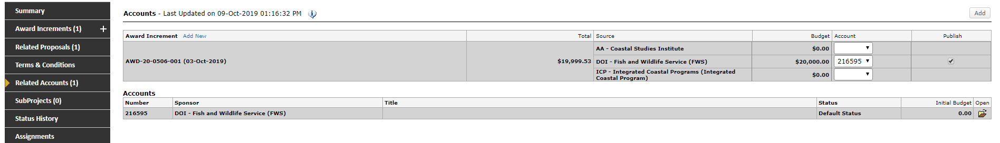 Summary
Award Increments (1) +
Related Proposals (1)
Terms & Conditions
Related Accounts (1)
SubProjects (0)
Status History
Assignments
Accounts - Last Updated on 09-Oct-2019 01:16:32 PM i
Add
Award Increment Add New Total Source Budget Account Publish
AA - Coastal Studies Institute $0.00
AWD-20-0506-001 (03-Oct-2019) $19,999.53 DOI - Fish and Wildlife Service (FWS) $20,000.00 216595
ICP - Integrated Coastal Programs (Integrated
Coastal Program) $0.00
Accounts
Number Sponsor Title Status Initial Budget Open
216595 DOI - Fish and Wildlife Service (FWS) Default Status 0.00